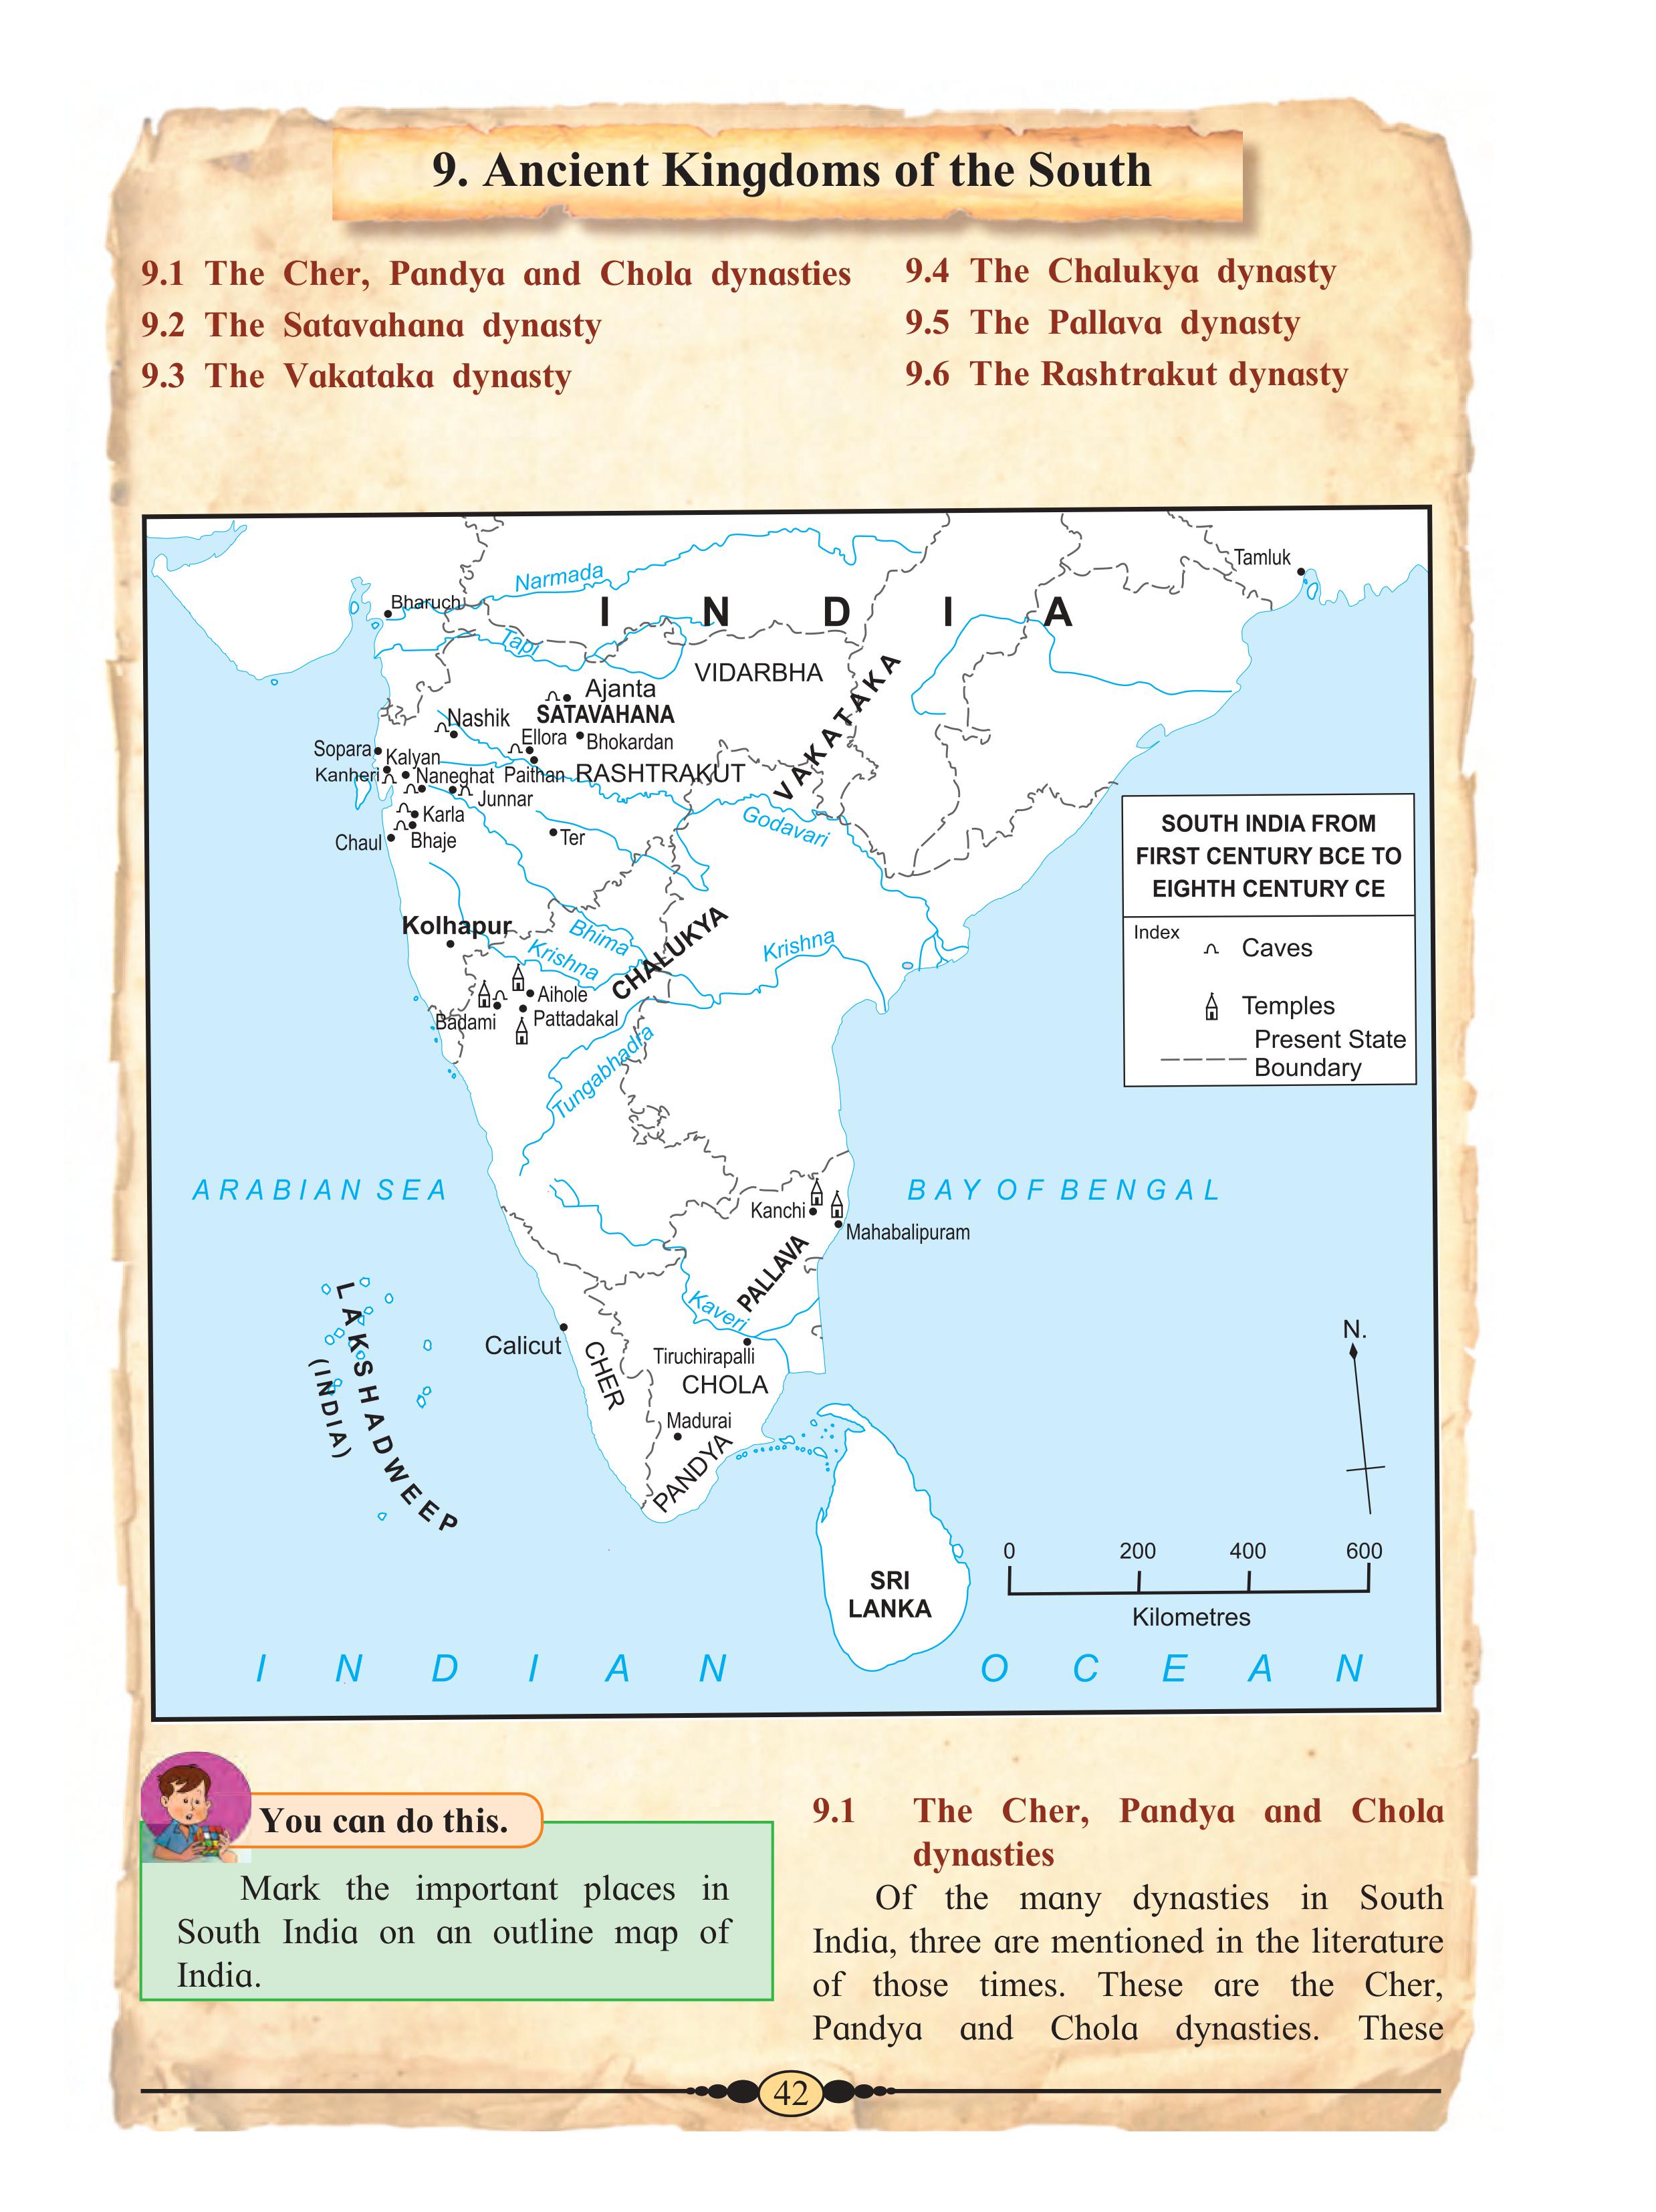 9. Ancient Kingdoms of the South
9.1 The Cher, Pandya and Chola dynasties
9.2 The Satavahana dynasty
9.3 The Vakataka dynasty
9.4 The Chalukya dynasty
9.5 The Pallava dynasty
9.6 The Rashtrakut dynasty
Tamluk
Narmada
Bharuch
I N D I A
Tapi
VIDARBHA
VAKATAKA
Ajanta
SATAVAHANA
Nashik
Ellora
Bhokardan
Sopara
Kalyan
Kanheri
Naneghat
Paithan
RASHTRAKUT
Junnar
Karla
Godavari
Chaul
Bhaje
Ter
SOUTH INDIA FROM
FIRST CENTURY BCE TO
EIGHTH CENTURY CE
Index
Caves
Temples
Present State
Boundary
Kolhapur
Bhima
Krishna
CHALUKYA
Krishna
Aihole
Badami
Pattadakal
Tungabhadra
ARABIAN SEA
BAY OF BENGAL
Kanchi
Mahabalipuram
PALLAVA
Kaveri
LAKSHADWEEP
(INDIA)
Calicut
CHER
Tiruchirapalli
CHOLA
Madurai
PANDYA
N.
SRI
LANKA
0 200 400 600
Kilometres
INDIAN OCEAN
You can do this.
Mark the important places in
South India on an outline map of
India.
9.1 The Cher, Pandya and Chola
dynasties
Of the many dynasties in South
India, three are mentioned in the literature
of those times. These are the Cher,
Pandya and Chola dynasties. These
42